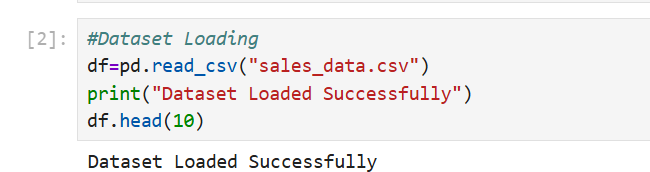 [2]:
#Dataset Loading
df=pd.read_csv("sales_data.csv")
print("Dataset Loaded Successfully")
df.head(10)
Dataset Loaded Successfully